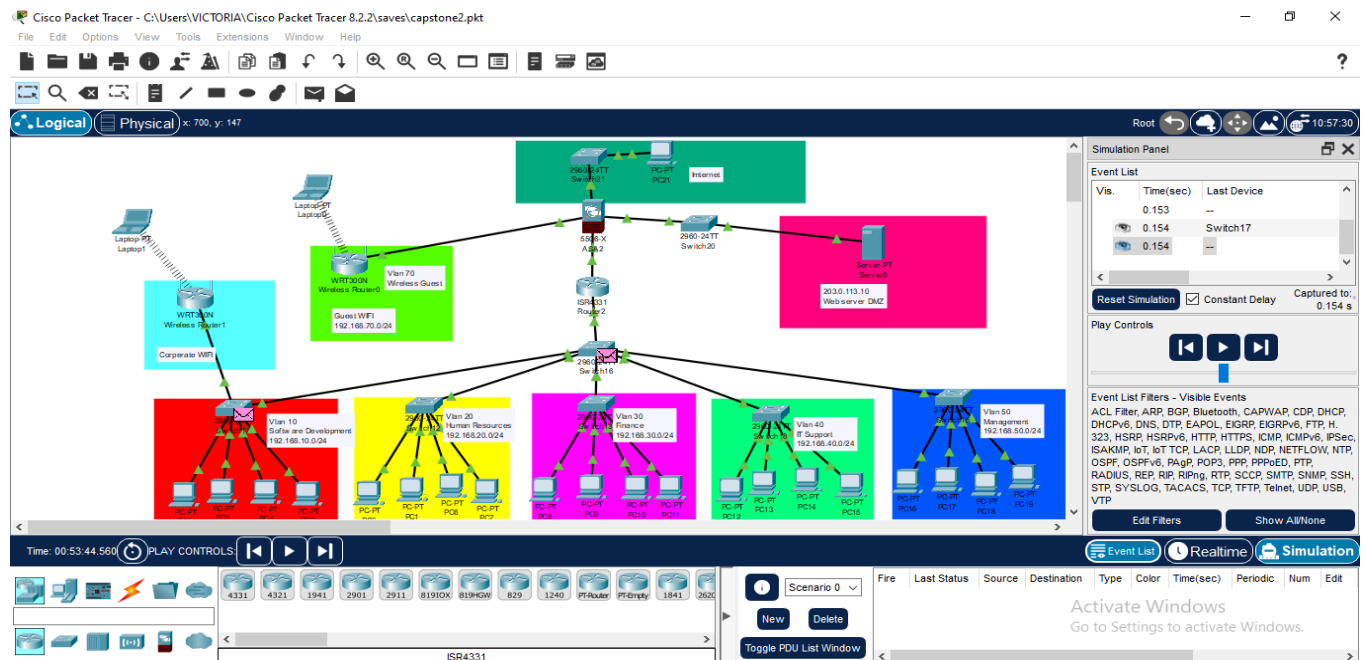 Cisco Packet Tracer - C:\Users\VICTORIA\Cisco Packet Tracer 8.2.2\saves\capstone2.pkt
File Edit Options View Tools Extensions Window Help
?
Logical Physical x: 700, y: 147
Root 10:57:30
2960-24TT
Switch21
PC-PT
PC21
Internet
Laptop-PT
Laptop0
Laptop-PT
Laptop1
5506-X
ASA2
2960-24TT
Switch20
Server-PT
Server0
203.0.113.10
Web server DMZ
WRT300N
Wireless Router0
Vlan 70
Wireless Guest
Guest WIFI
192.168.70.0/24
WRT300N
Wireless Router1
Corperate WIFI
ISR4331
Router2
2960-24TT
Switch16
Vlan 10
Software Development
192.168.10.0/24
Vlan 20
Human Resources
192.168.20.0/24
Vlan 30
Finance
192.168.30.0/24
Vlan 40
IT Support
192.168.40.0/24
Vlan 50
Management
192.168.50.0/24
PC-PT
PC-PT
PC-PT
PC-PT
PC-PT
PC-PT
PC1
PC-PT
PC-PT
PC-PT
PC-PT
PC9
PC-PT
PC10
PC-PT
PC11
PC-PT
PC12
PC-PT
PC13
PC-PT
PC14
PC-PT
PC15
PC-PT
PC16
PC-PT
PC17
PC-PT
PC18
PC-PT
PC19
Simulation Panel
Event List
Vis. Time(sec) Last Device
0.153 --
0.154 Switch17
0.154 --
Reset Simulation Constant Delay Captured to:
0.154 s
Play Controls
Event List Filters - Visible Events
ACL Filter, ARP, BGP, Bluetooth, CAPWAP, CDP, DHCP,
DHCPv6, DNS, DTP, EAPOL, EIGRP, EIGRPv6, FTP, H.
323, HSRP, HSRPv6, HTTP, HTTPS, ICMP, ICMPv6, IPSec,
ISAKMP, IoT, IoT TCP, LACP, LLDP, NDP, NETFLOW, NTP,
OSPF, OSPFv6, PAgP, POP3, PPP, PPPoED, PTP,
RADIUS, REP, RIP, RIPng, RTP, SCCP, SMTP, SNMP, SSH,
STP, SYSLOG, TACACS, TCP, TFTP, Telnet, UDP, USB,
VTP
Edit Filters Show All/None
Time: 00:53:44.560 PLAY CONTROLS:
Event List Realtime Simulation
4331 4321 1941 2901 2911 819IOX 819HGW 829 1240 PT-Router PT-Empty 1841 2620
ISR4331
Scenario 0
New Delete
Toggle PDU List Window
Fire Last Status Source Destination Type Color Time(sec) Periodic Num Edit
Activate Windows
Go to Settings to activate Windows.